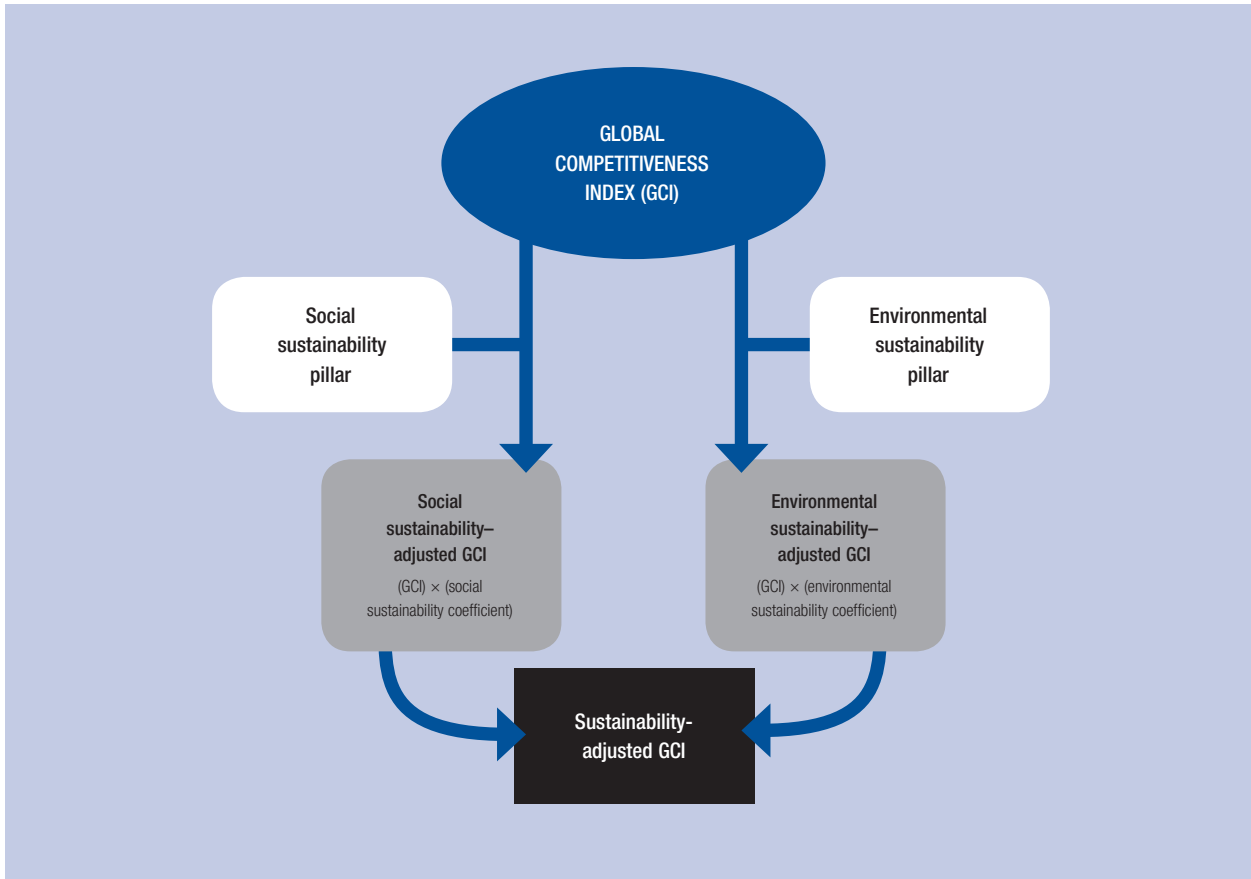 GLOBAL
COMPETITIVENESS
INDEX (GCI)
Social
sustainability
pillar
Environmental
sustainability
pillar
Social
sustainability–
adjusted GCI
(GCI) × (social
sustainability coefficient)
Environmental
sustainability–
adjusted GCI
(GCI) × (environmental
sustainability coefficient)
Sustainability-
adjusted GCI